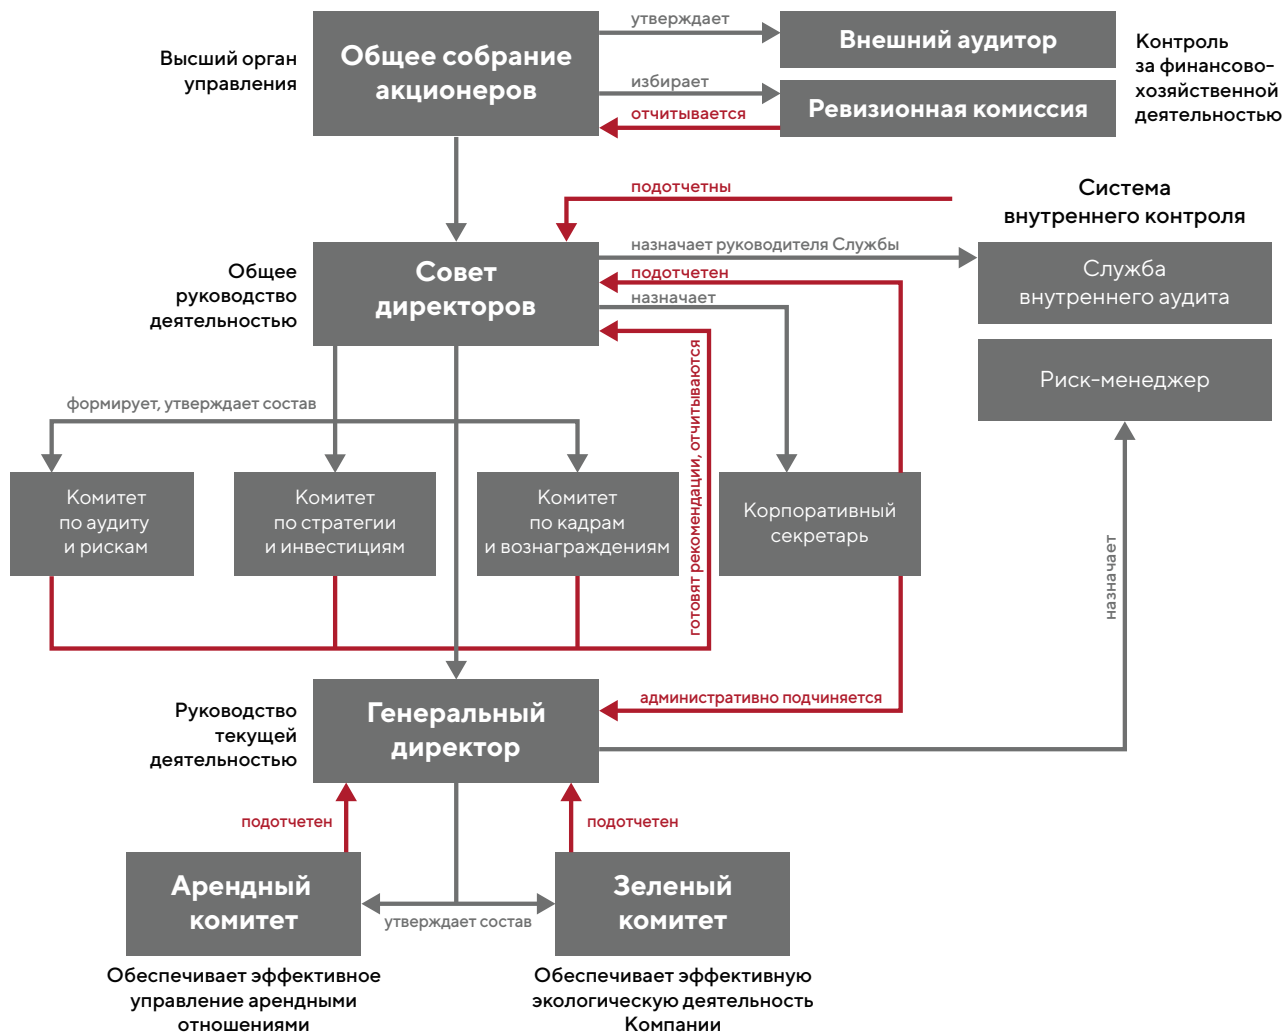 утверждает
Высший орган
управления
Общее собрание
акционеров
Внешний аудитор
Контроль
за финансово-
хозяйственной
деятельностью
избирает
Ревизионная комиссия
отчитывается
подотчетны
Система
внутреннего контроля
Общее
руководство
деятельностью
Совет
директоров
назначает руководителя Службы
подотчетен
назначает
Служба
внутреннего аудита
Риск-менеджер
формирует, утверждает состав
готовят рекомендации, отчитываются
Комитет
по аудиту
и рискам
Комитет
по стратегии
и инвестициям
Комитет
по кадрам
и вознаграждениям
Корпоративный
секретарь
назначает
административно подчиняется
Руководство
текущей
деятельностью
Генеральный
директор
подотчетен
подотчетен
Арендный
комитет
утверждает состав
Зеленый
комитет
Обеспечивает эффективное
управление арендными
отношениями
Обеспечивает эффективную
экологическую деятельность
Компании